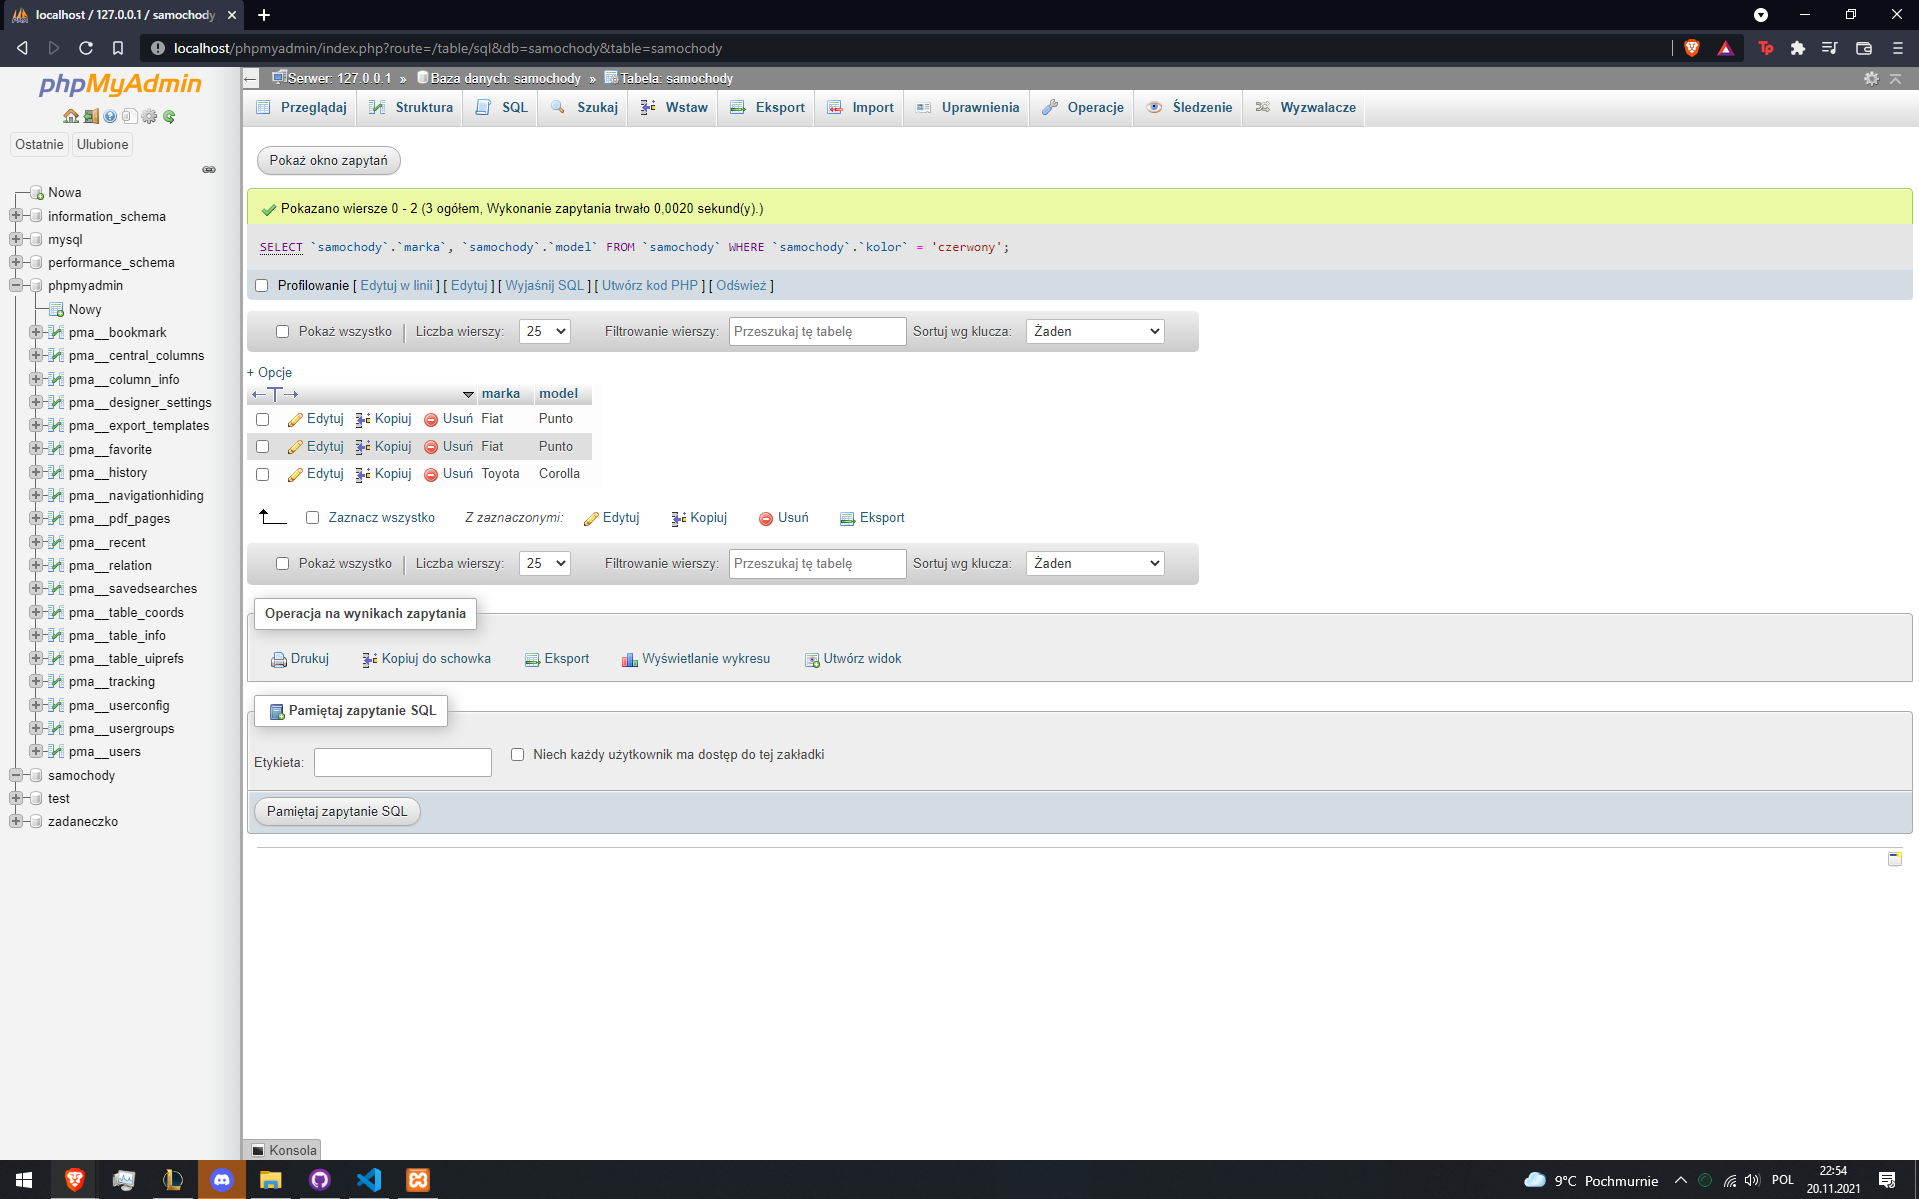 localhost / 127.0.0.1 / samochody
localhost/phpmyadmin/index.php?route=/table/sql&db=samochody&table=samochody
Tp
phpMyAdmin
Ostatnie Ulubione
Nowa
information_schema
mysql
performance_schema
phpmyadmin
Nowy
pma__bookmark
pma__central_columns
pma__column_info
pma__designer_settings
pma__export_templates
pma__favorite
pma__history
pma__navigationhiding
pma__pdf_pages
pma__recent
pma__relation
pma__savedsearches
pma__table_coords
pma__table_info
pma__table_uiprefs
pma__tracking
pma__userconfig
pma__usergroups
pma__users
samochody
test
zadaneczko
Serwer: 127.0.0.1 » Baza danych: samochody » Tabela: samochody
Przeglądaj Struktura SQL Szukaj Wstaw Eksport Import Uprawnienia Operacje Śledzenie Wyzwalacze
Pokaż okno zapytań
Pokazano wiersze 0 - 2 (3 ogółem, Wykonanie zapytania trwało 0,0020 sekund(y).)
SELECT `samochody`.`marka`, `samochody`.`model` FROM `samochody` WHERE `samochody`.`kolor` = 'czerwony';
Profilowanie [ Edytuj w linii ] [ Edytuj ] [ Wyjaśnij SQL ] [ Utwórz kod PHP ] [ Odśwież ]
Pokaż wszystko | Liczba wierszy: 25 Filtrowanie wierszy: Przeszukaj tę tabelę Sortuj wg klucza: Żaden
+ Opcje
←T→ marka model
Edytuj Kopiuj Usuń Fiat Punto
Edytuj Kopiuj Usuń Fiat Punto
Edytuj Kopiuj Usuń Toyota Corolla
Zaznacz wszystko Z zaznaczonymi: Edytuj Kopiuj Usuń Eksport
Pokaż wszystko | Liczba wierszy: 25 Filtrowanie wierszy: Przeszukaj tę tabelę Sortuj wg klucza: Żaden
Operacja na wynikach zapytania
Drukuj Kopiuj do schowka Eksport Wyświetlanie wykresu Utwórz widok
Pamiętaj zapytanie SQL
Etykieta: Niech każdy użytkownik ma dostęp do tej zakładki
Pamiętaj zapytanie SQL
Konsola
9°C Pochmurnie POL 22:54
20.11.2021